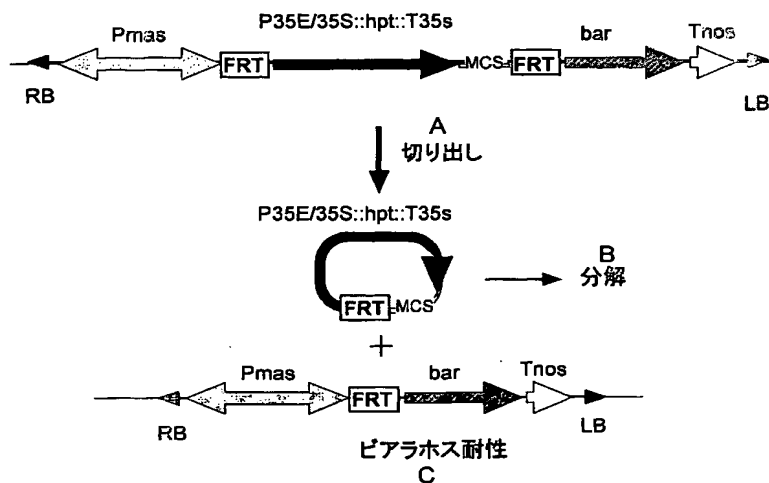 P35E/35S::hpt::T35s
Pmas
bar
Tnos
FRT
MCS
FRT
RB
LB
A
切り出し
P35E/35S::hpt::T35s
B
分解
FRT
MCS
+
Pmas
bar
Tnos
FRT
RB
LB
ビアラホス耐性
C